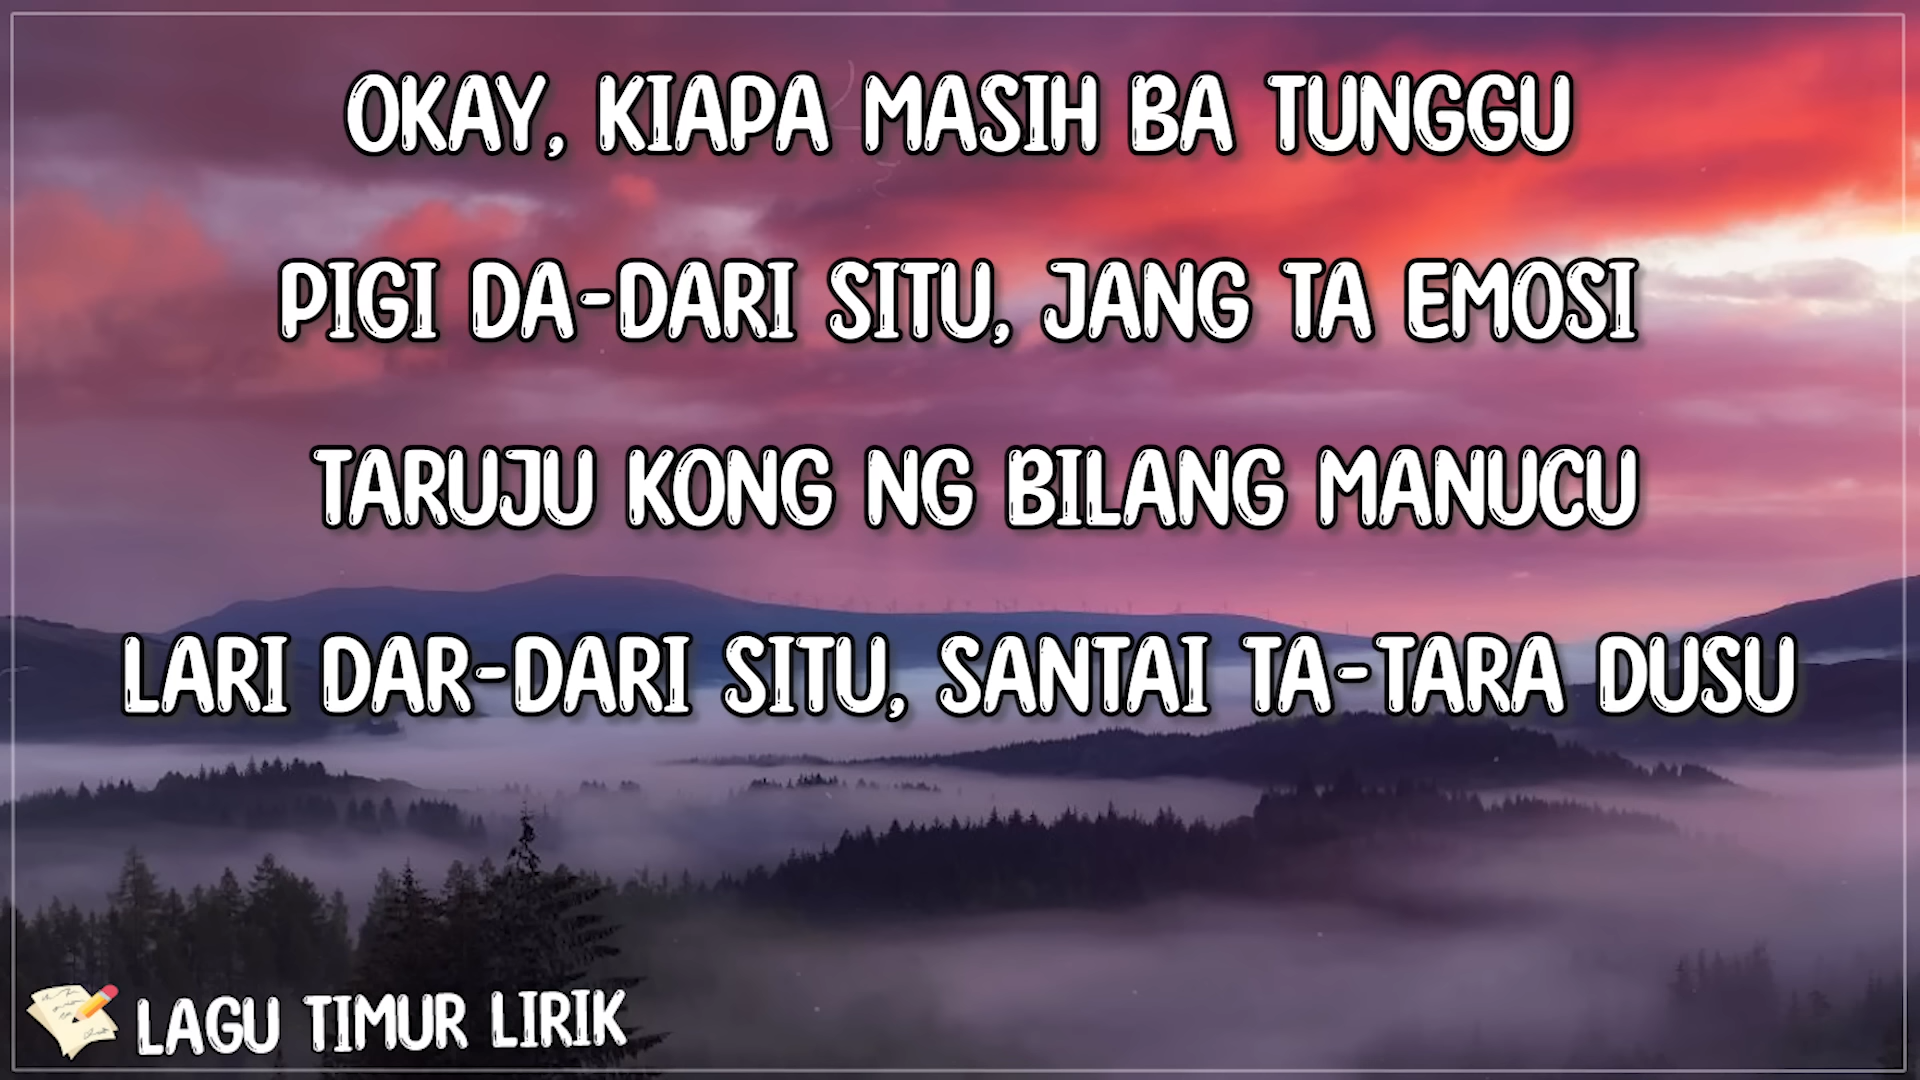 OKAY, KIAPA MASIH BA TUNGGU
PIGI DA-DARI SITU, JANG TA EMOSI
TARUJU KONG NG BILANG MANUCU
LARI DAR-DARI SITU, SANTAI TA-TARA DUSU
LAGU TIMUR LIRIK